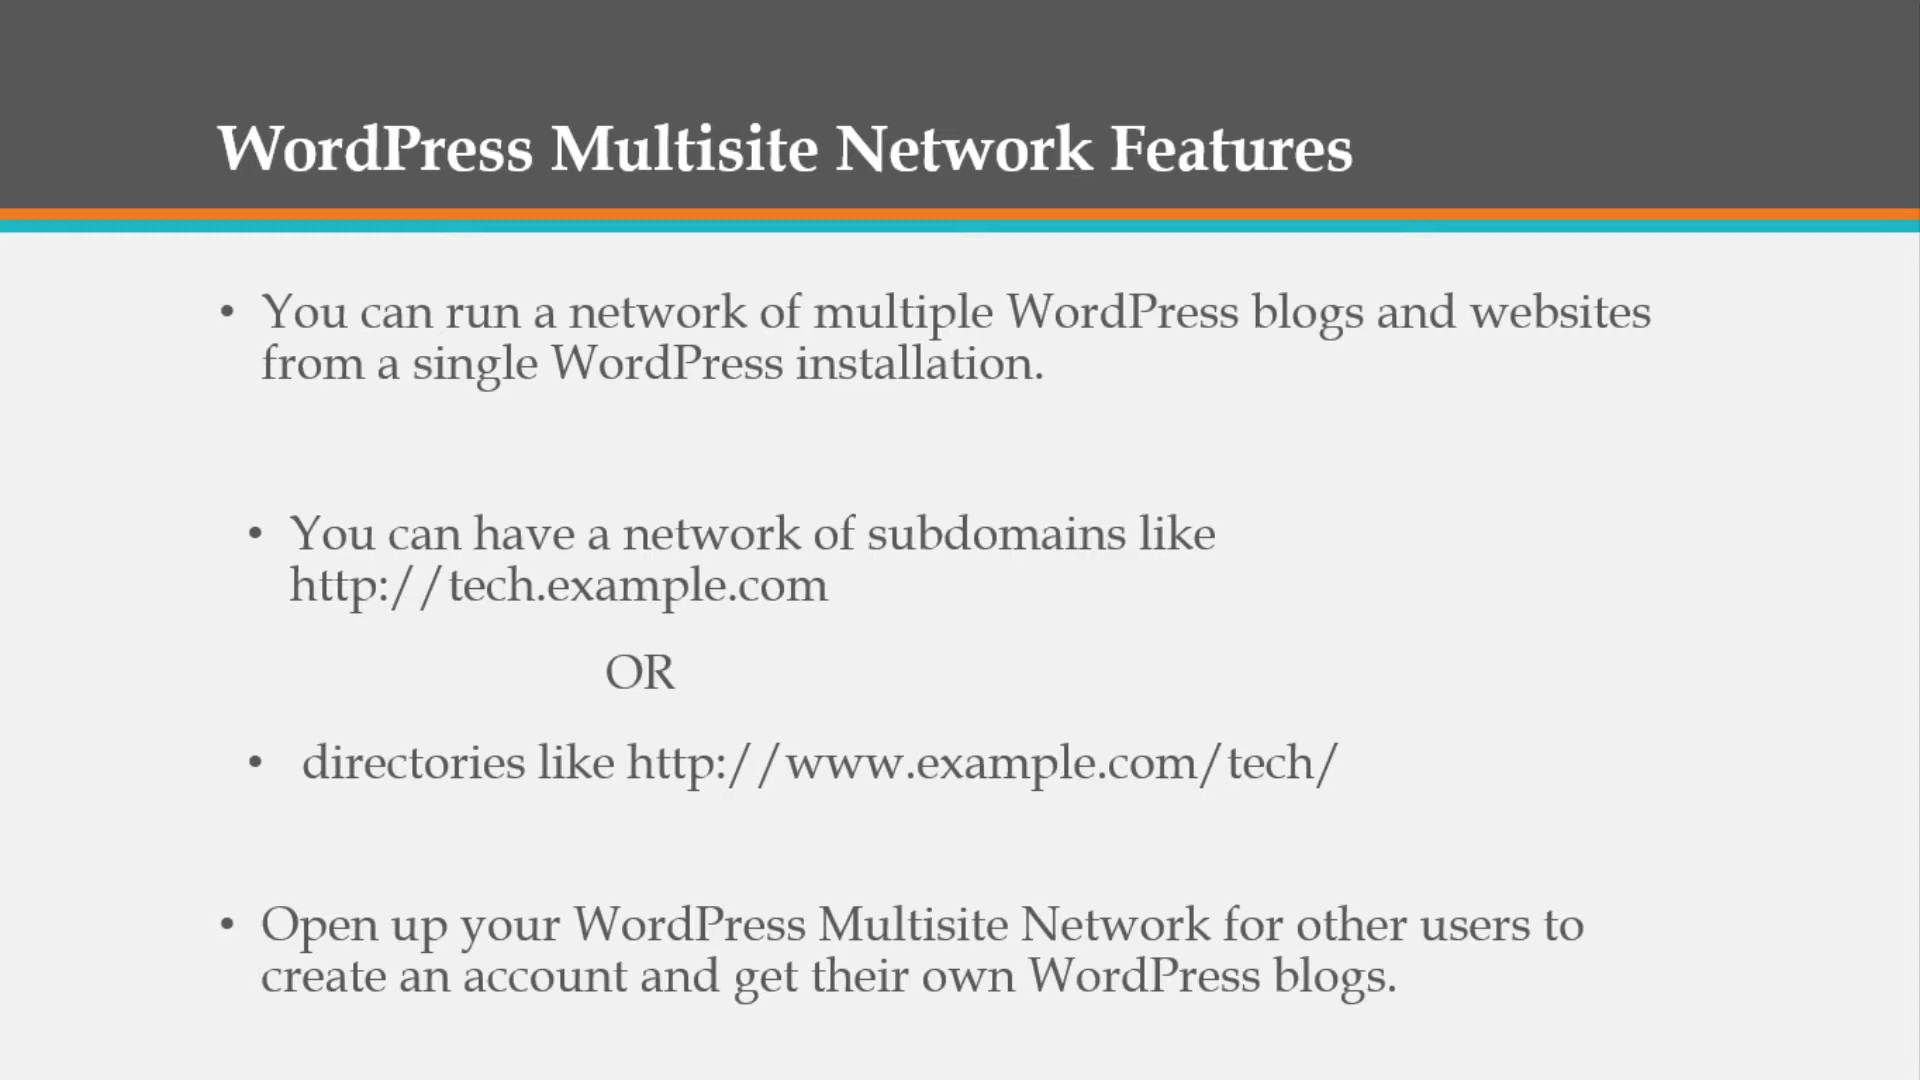 WordPress Multisite Network Features
• You can run a network of multiple WordPress blogs and websites
from a single WordPress installation.
• You can have a network of subdomains like
http://tech.example.com
OR
• directories like http://www.example.com/tech/
• Open up your WordPress Multisite Network for other users to
create an account and get their own WordPress blogs.